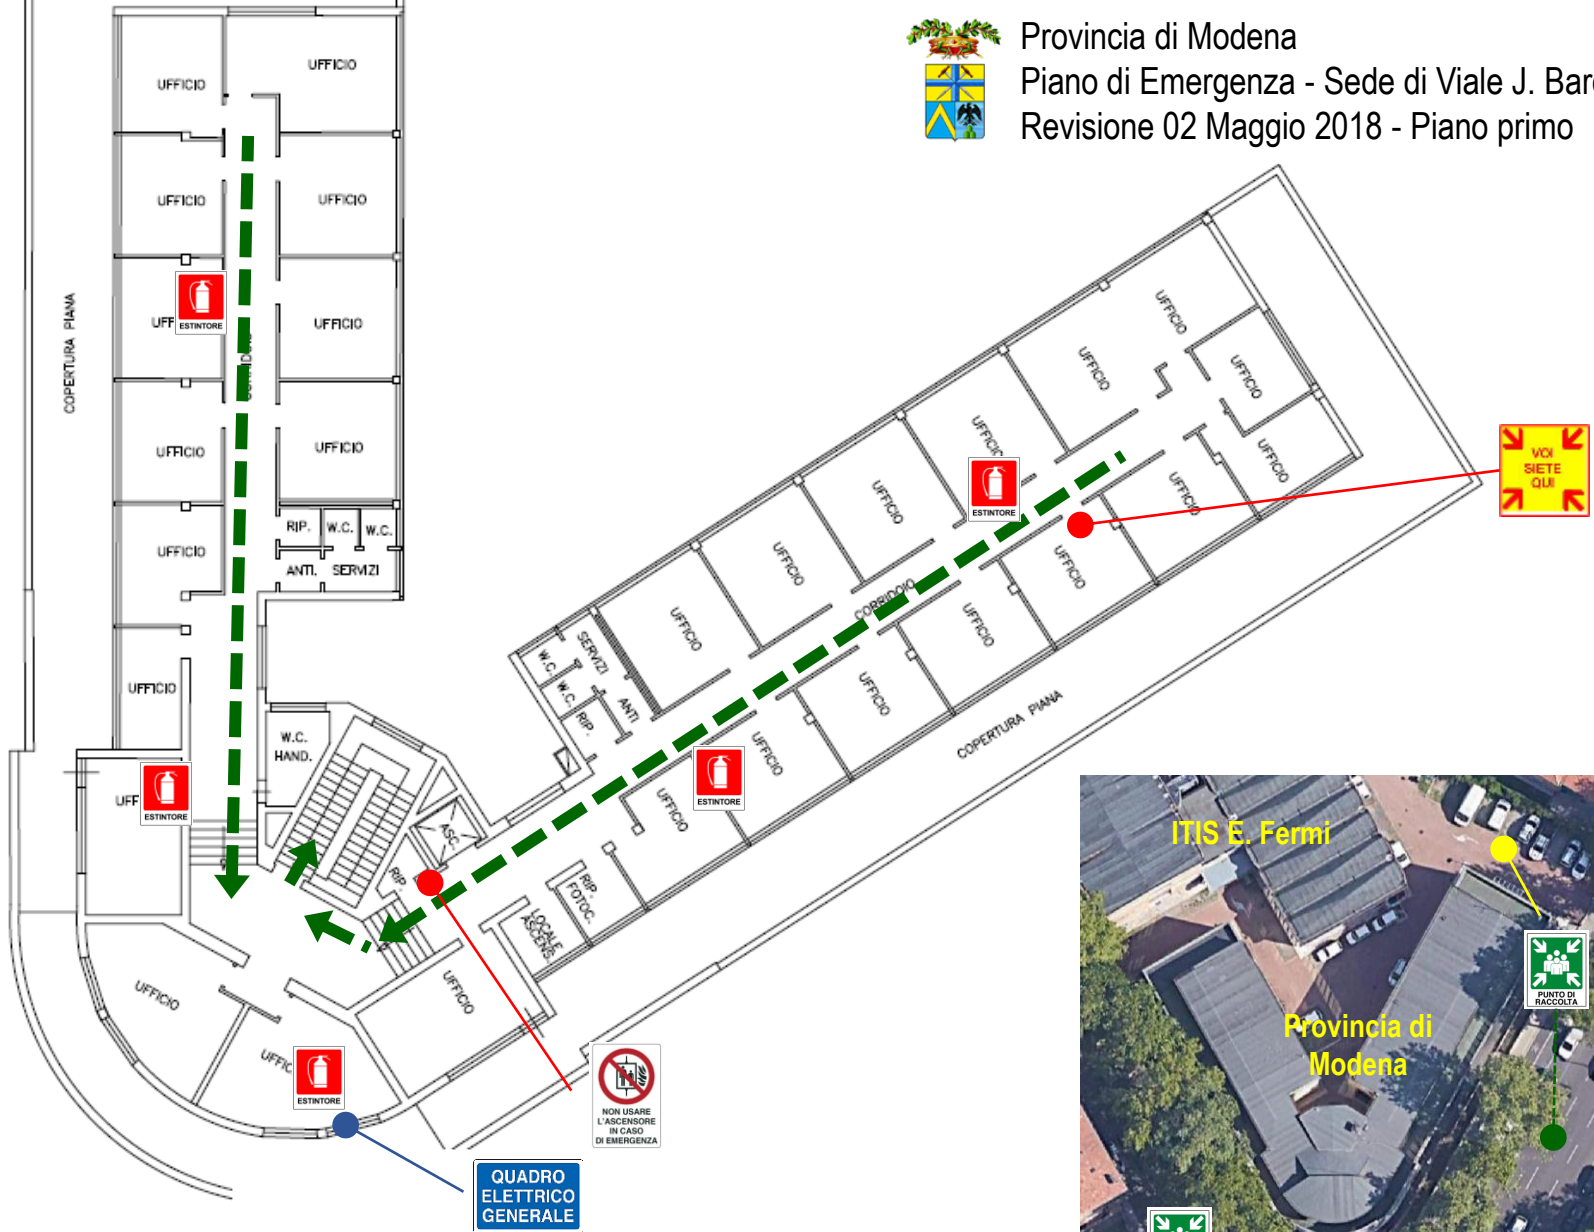 Provincia di Modena
Piano di Emergenza - Sede di Viale J. Bar
Revisione 02 Maggio 2018 - Piano primo
UFFICIO
UFFICIO
UFFICIO
UFFICIO
COPERTURA PIANA
UFF
ESTINTORE
UFFICIO
UFFICIO
UFFICIO
RIP.
W.C.
W.C.
UFFICIO
ANTI.
SERVIZI
UFFICIO
W.C.
HAND.
UFF
ESTINTORE
ASC.
RIP.
UFFICIO
UFFICIO
UFFICIO
UFFICIO
UFFICIO
ESTINTORE
UFFICIO
UFFICIO
UFFICIO
UFFICIO
UFFICIO
UFFICIO
CORRIDOIO
UFFICIO
UFFICIO
SERVIZI
W.C.
W.C.
ANTI
RIP.
UFFICIO
COPERTURA PIANA
UFFICIO
ESTINTORE
UFFICIO
RIP.
FOTOC.
LOCALE
ASCENS.
UFFICIO
UFFICIO
UFFIC
ESTINTORE
VOI
SIETE
QUI
NON USARE
L'ASCENSORE
IN CASO
DI EMERGENZA
QUADRO
ELETTRICO
GENERALE
ITIS E. Fermi
PUNTO DI
RACCOLTA
Provincia di
Modena